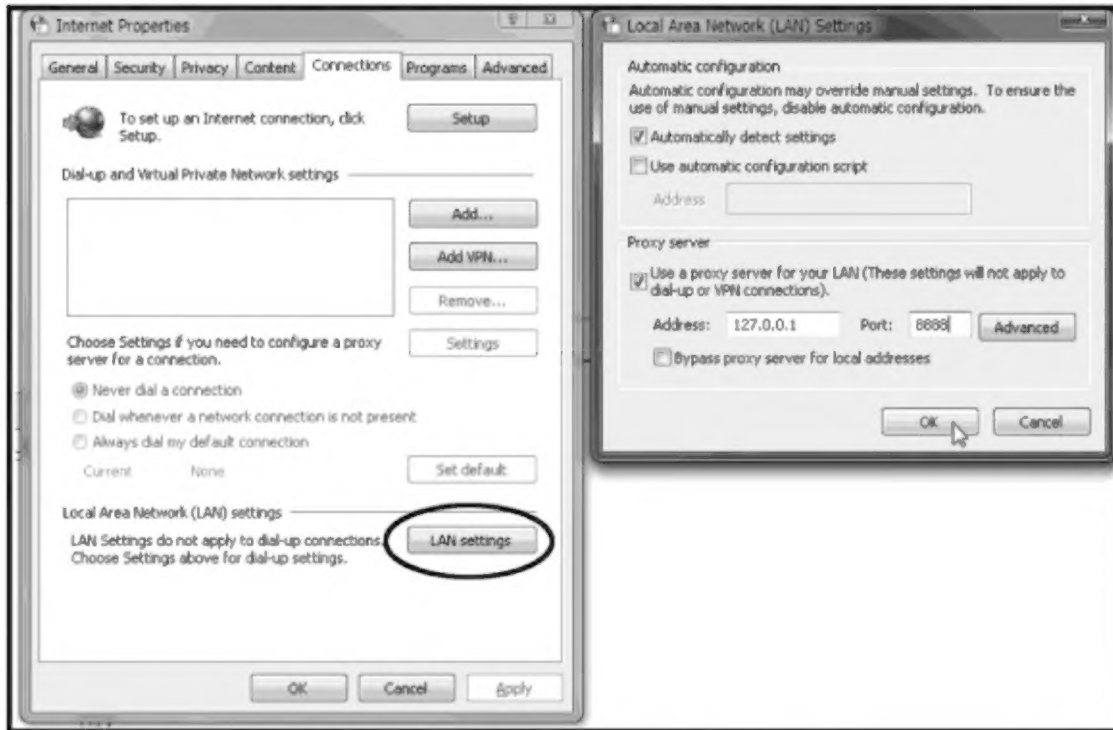 Internet Properties
General Security Privacy Content Connections Programs Advanced
To set up an Internet connection, click
Setup.
Setup
Dial-up and Virtual Private Network settings
Add...
Add VPN...
Remove...
Choose Settings if you need to configure a proxy
server for a connection.
Settings
Never dial a connection
Dial whenever a network connection is not present
Always dial my default connection
Current None
Set default
Local Area Network (LAN) settings
LAN Settings do not apply to dial-up connections.
Choose Settings above for dial-up settings.
LAN settings
OK Cancel Apply
Local Area Network (LAN) Settings
Automatic configuration
Automatic configuration may override manual settings. To ensure the
use of manual settings, disable automatic configuration.
Automatically detect settings
Use automatic configuration script
Address
Proxy server
Use a proxy server for your LAN (These settings will not apply to
dial-up or VPN connections).
Address: 127.0.0.1 Port: 8888 Advanced
Bypass proxy server for local addresses
OK Cancel